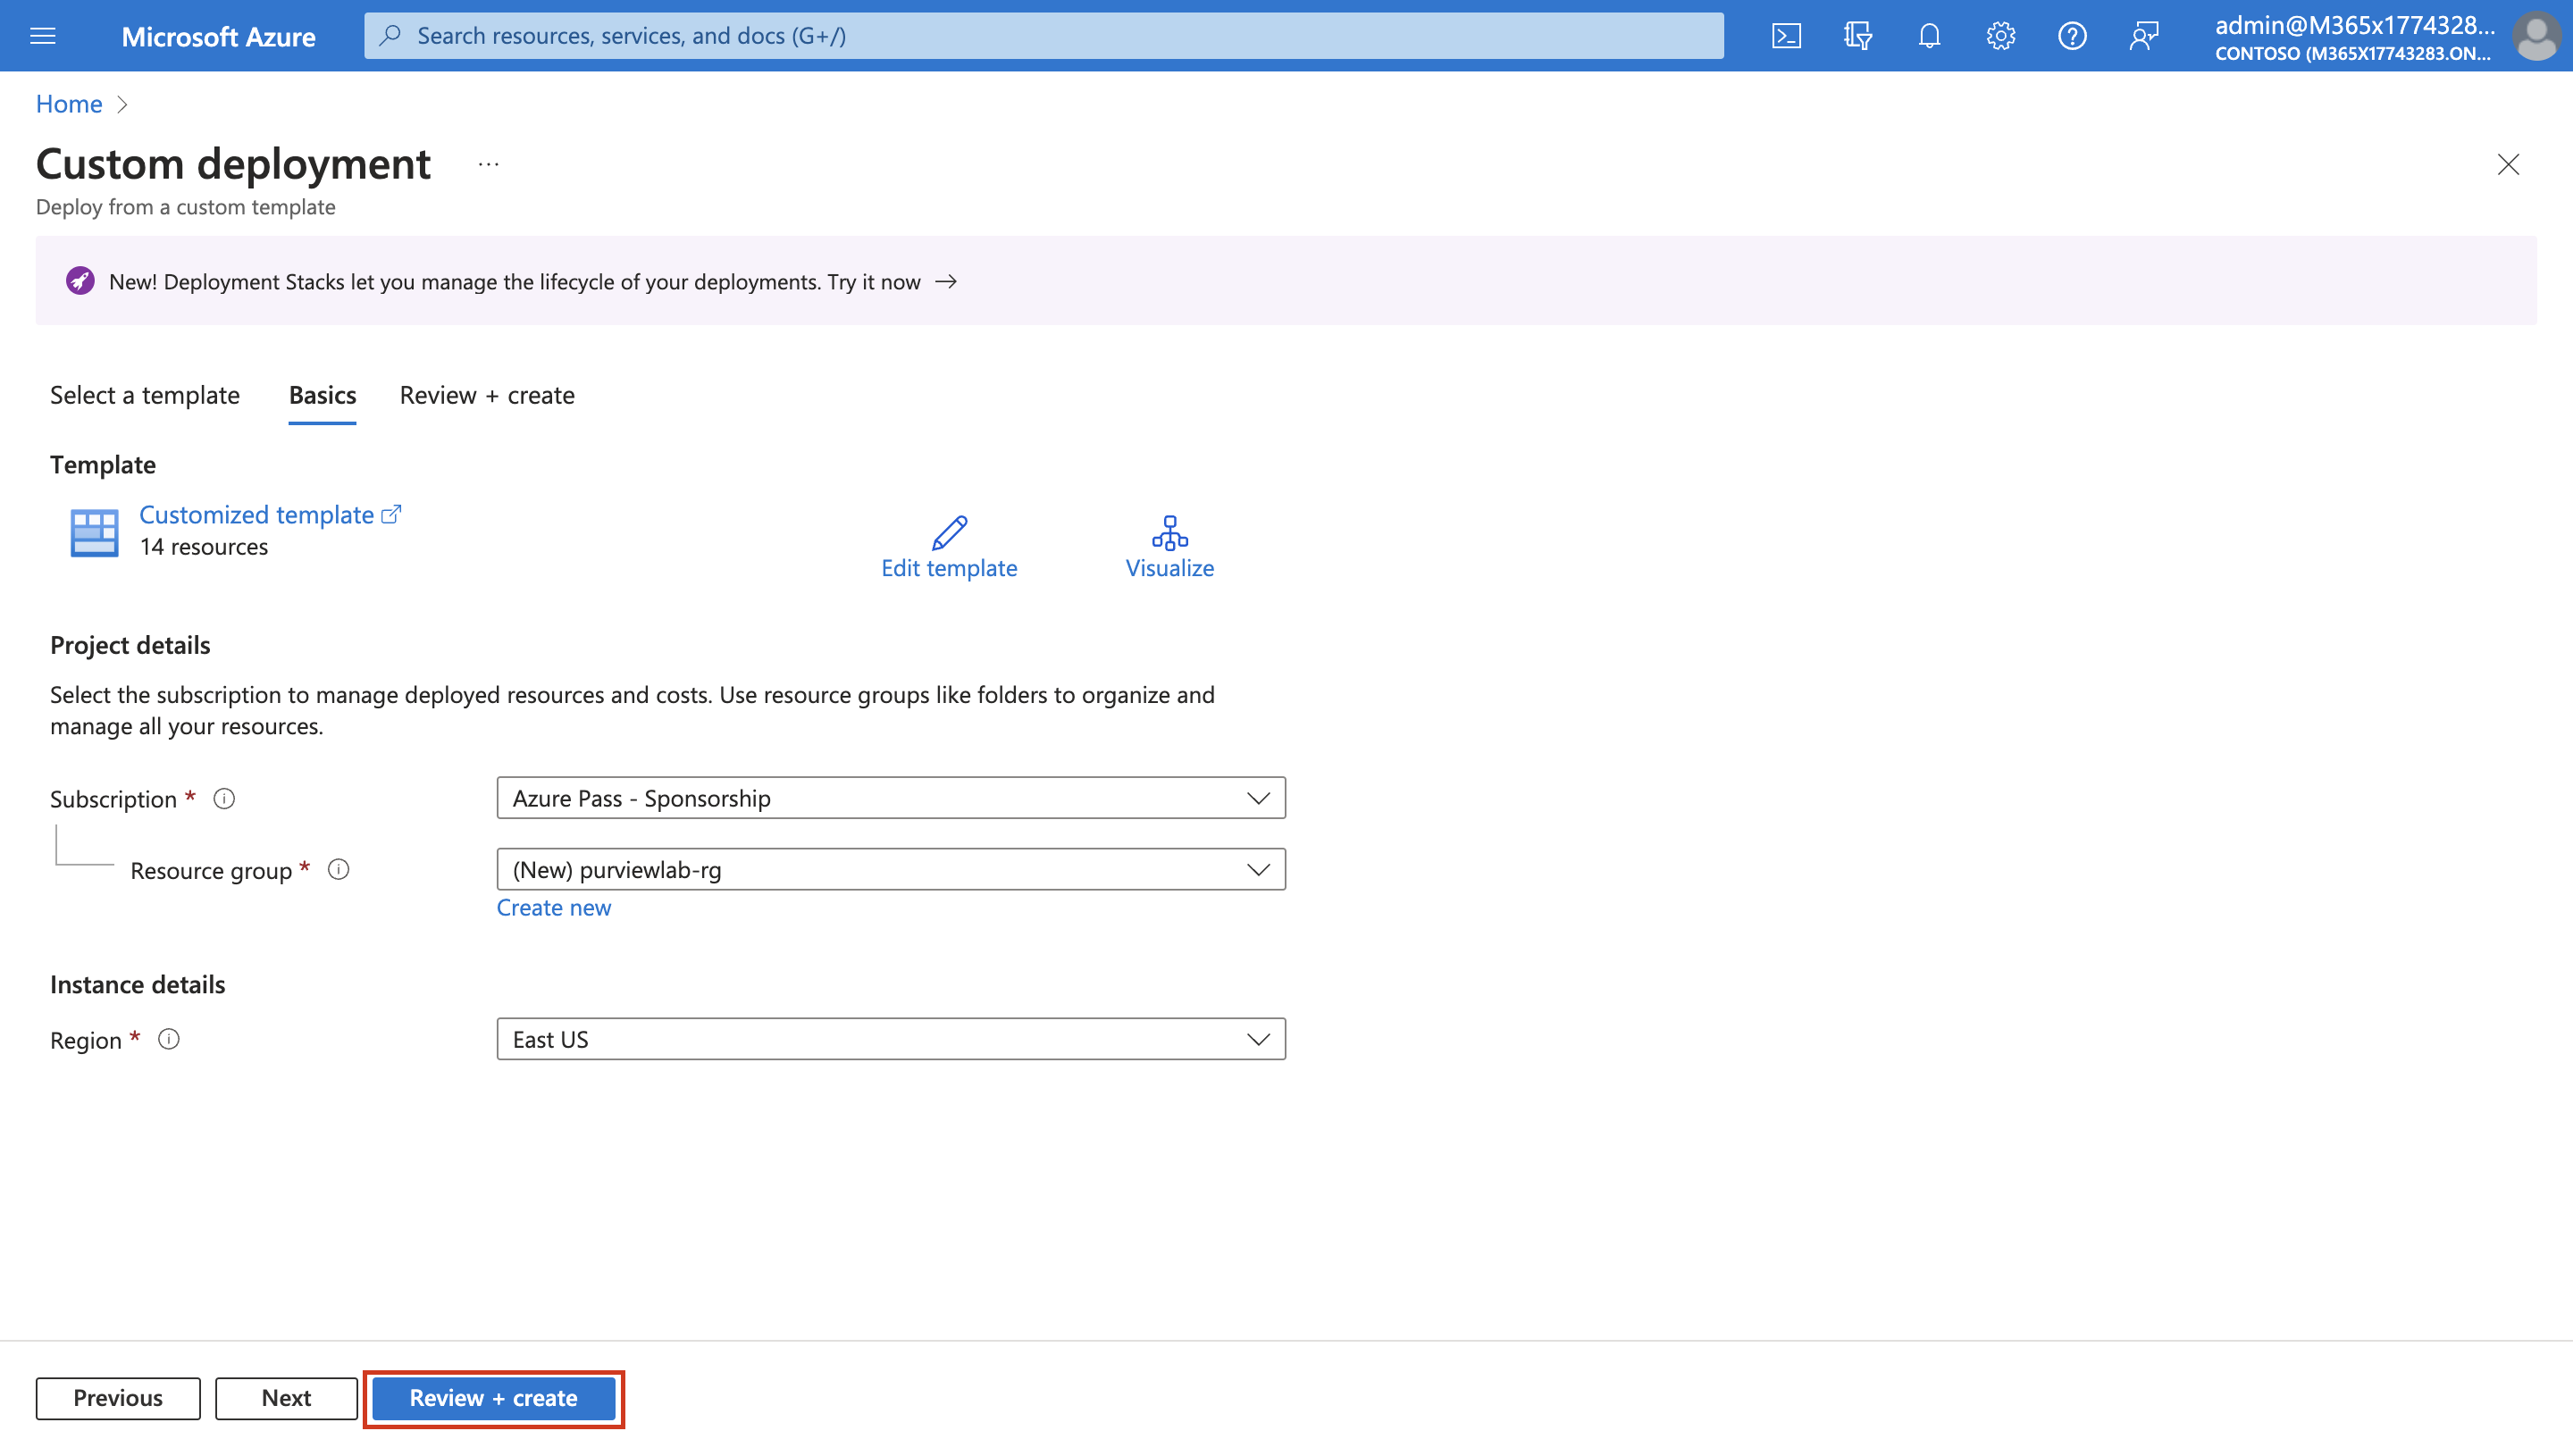 Microsoft Azure
Search resources, services, and docs (G+/)
admin@M365x1774328...
CONTOSO (M365X17743283.ON...
Home
Custom deployment ...
Deploy from a custom template
New! Deployment Stacks let you manage the lifecycle of your deployments. Try it now →
Select a template Basics Review + create
Template
Customized template
14 resources
Edit template
Visualize
Project details
Select the subscription to manage deployed resources and costs. Use resource groups like folders to organize and
manage all your resources.
Subscription *
Azure Pass - Sponsorship
Resource group *
(New) purviewlab-rg
Create new
Instance details
Region *
East US
Previous
Next
Review + create